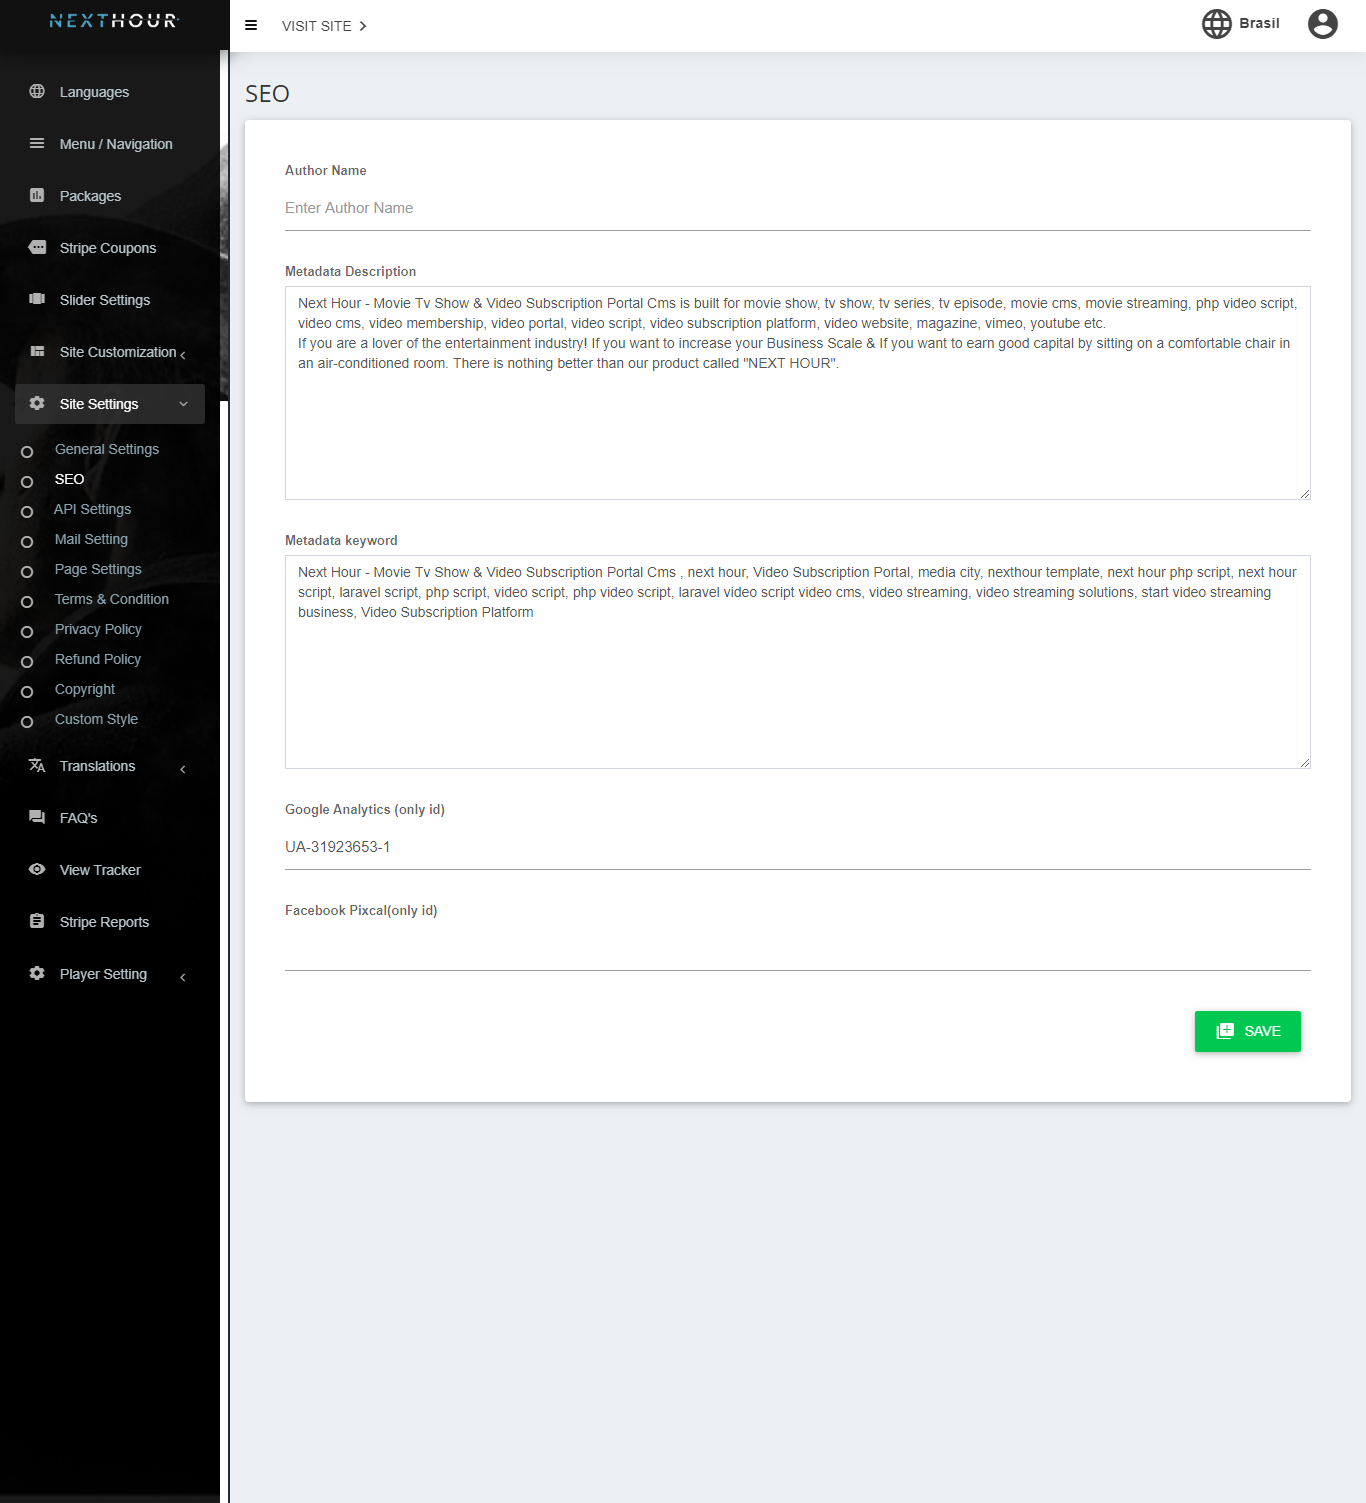 NEXTHOUR
VISIT SITE
Brasil
Languages
Menu / Navigation
Packages
Stripe Coupons
Slider Settings
Site Customization
Site Settings
General Settings
SEO
API Settings
Mail Setting
Page Settings
Terms & Condition
Privacy Policy
Refund Policy
Copyright
Custom Style
Translations
FAQ's
View Tracker
Stripe Reports
Player Setting
SEO
Author Name
Enter Author Name
Metadata Description
Next Hour - Movie Tv Show & Video Subscription Portal Cms is built for movie show, tv show, tv series, tv episode, movie cms, movie streaming, php video script,
video cms, video membership, video portal, video script, video subscription platform, video website, magazine, vimeo, youtube etc.
If you are a lover of the entertainment industry! If you want to increase your Business Scale & If you want to earn good capital by sitting on a comfortable chair in
an air-conditioned room. There is nothing better than our product called "NEXT HOUR".
Metadata keyword
Next Hour - Movie Tv Show & Video Subscription Portal Cms , next hour, Video Subscription Portal, media city, nexthour template, next hour php script, next hour
script, laravel script, php script, video script, php video script, laravel video script video cms, video streaming, video streaming solutions, start video streaming
business, Video Subscription Platform
Google Analytics (only id)
UA-31923653-1
Facebook Pixcal(only id)
SAVE